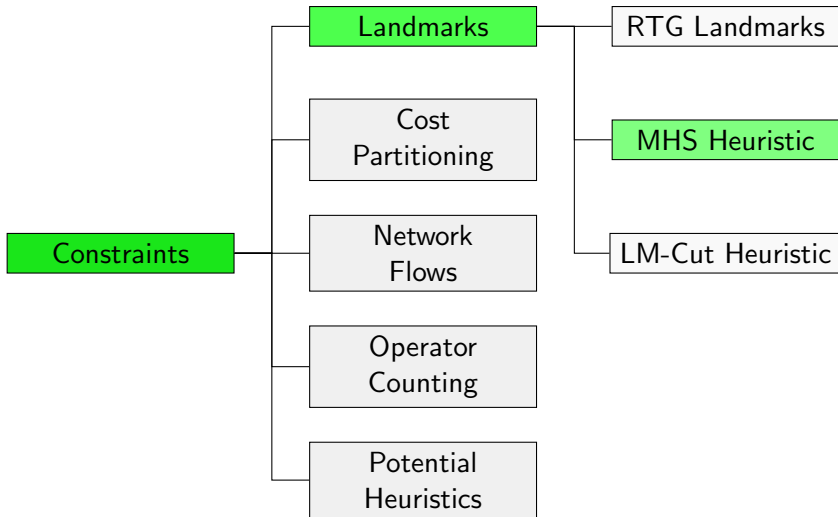 Constraints
Landmarks
Cost
Partitioning
Network
Flows
Operator
Counting
Potential
Heuristics
RTG Landmarks
MHS Heuristic
LM-Cut Heuristic